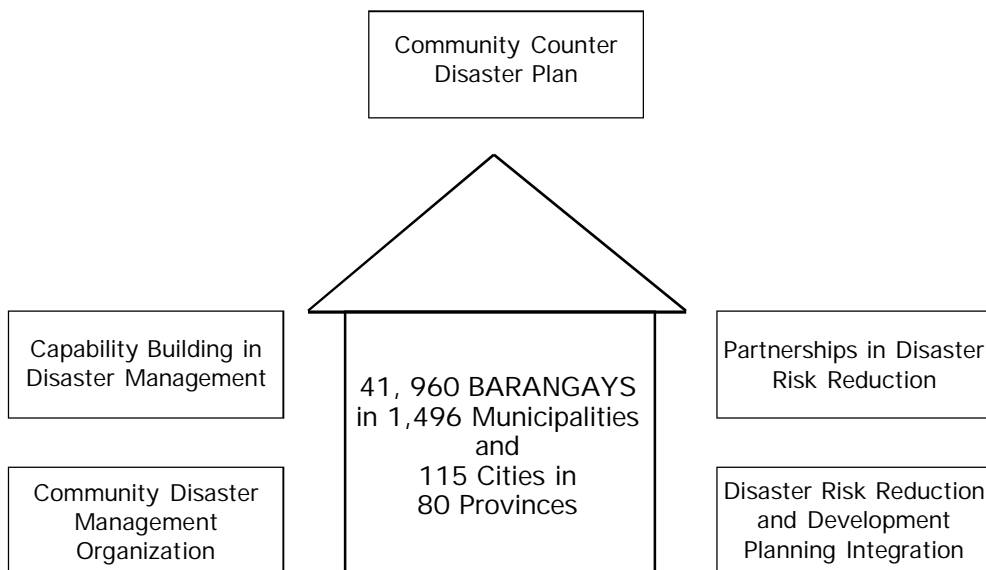 Community Counter
Disaster Plan
Capability Building in
Disaster Management
Partnerships in Disaster
Risk Reduction
41, 960 BARANGAYS
in 1,496 Municipalities
and
115 Cities in
80 Provinces
Community Disaster
Management
Organization
Disaster Risk Reduction
and Development
Planning Integration